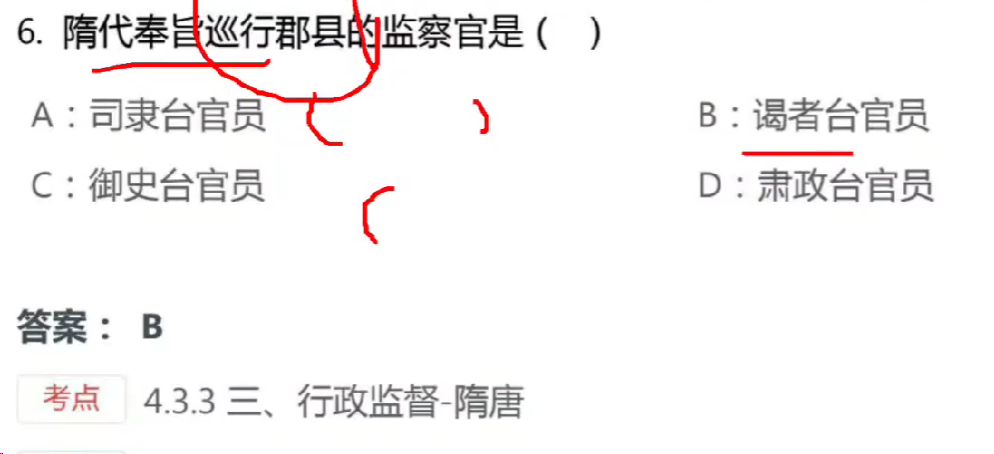 6. 隋代奉旨巡行郡县的监察官是（ ）
A：司隶台官员 B：谒者台官员
C：御史台官员 D：肃政台官员
答案： B
考点 4.3.3 三、行政监督-隋唐